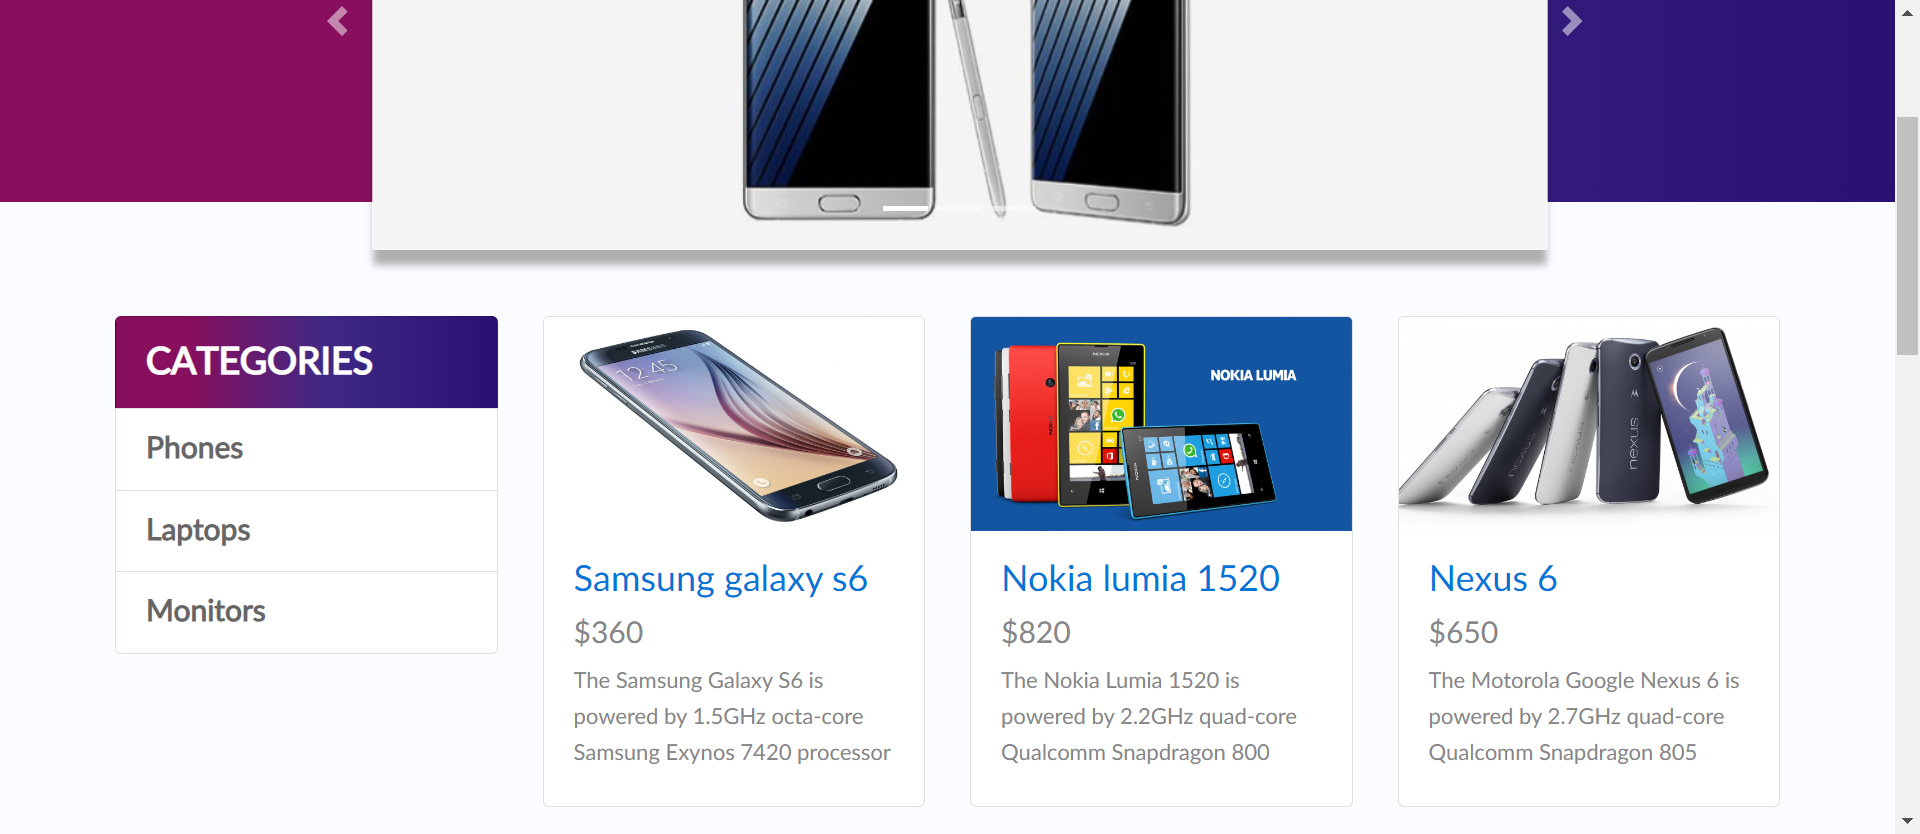 CATEGORIES
Phones
Laptops
Monitors
SAMSUNG
12:45
NOKIA LUMIA
NOKIA
nexus
nexus
Samsung galaxy s6
$360
The Samsung Galaxy S6 is
powered by 1.5GHz octa-core
Samsung Exynos 7420 processor
Nokia lumia 1520
$820
The Nokia Lumia 1520 is
powered by 2.2GHz quad-core
Qualcomm Snapdragon 800
Nexus 6
$650
The Motorola Google Nexus 6 is
powered by 2.7GHz quad-core
Qualcomm Snapdragon 805